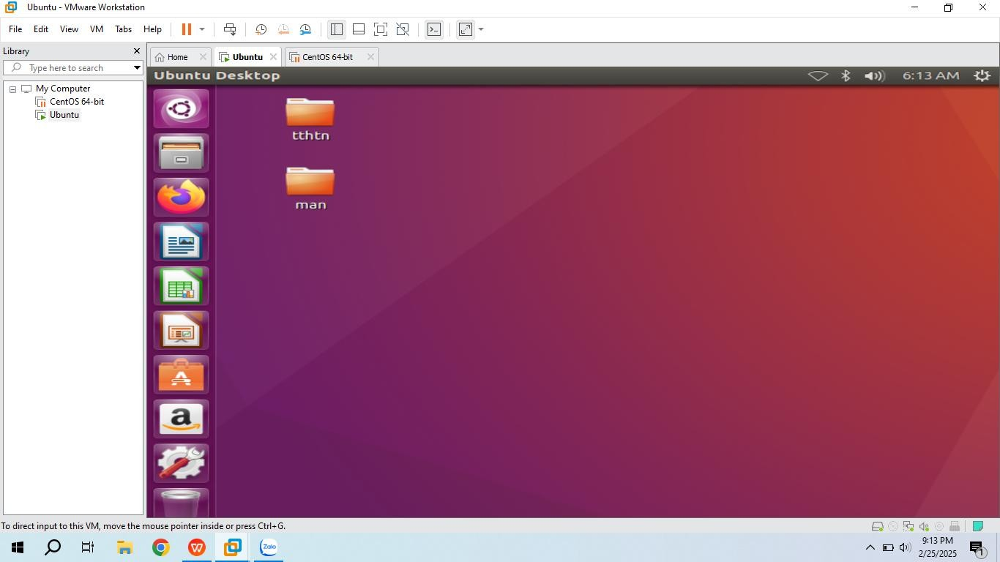 Ubuntu - VMware Workstation
File Edit View VM Tabs Help
Library
Type here to search
My Computer
CentOS 64-bit
Ubuntu
Home Ubuntu CentOS 64-bit
Ubuntu Desktop 6:13 AM
tthtn
man
To direct input to this VM, move the mouse pointer inside or press Ctrl+G.
Zalo
9:13 PM
2/25/2025
1